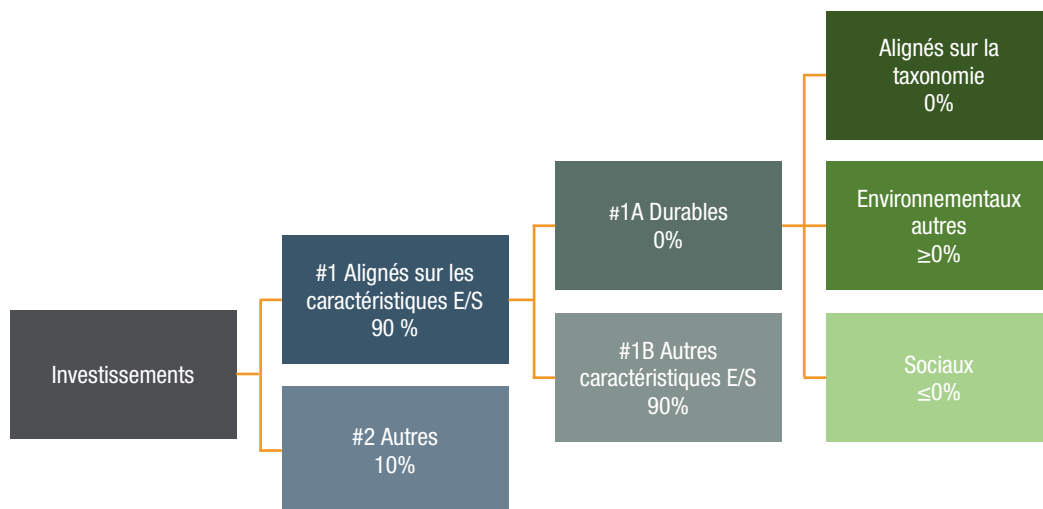 Investissements
#1 Alignés sur les
caractéristiques E/S
90 %
#2 Autres
10%
#1A Durables
0%
#1B Autres
caractéristiques E/S
90%
Alignés sur la
taxonomie
0%
Environnementaux
autres
≥0%
Sociaux
≤0%